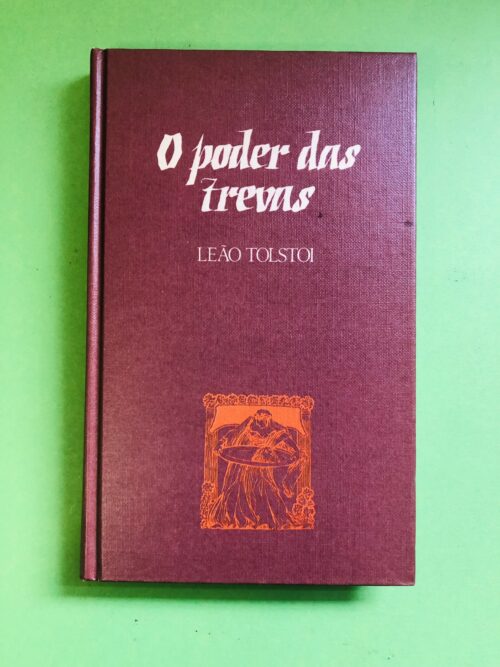 O poder das
trevas
LEÃO TOLSTOI